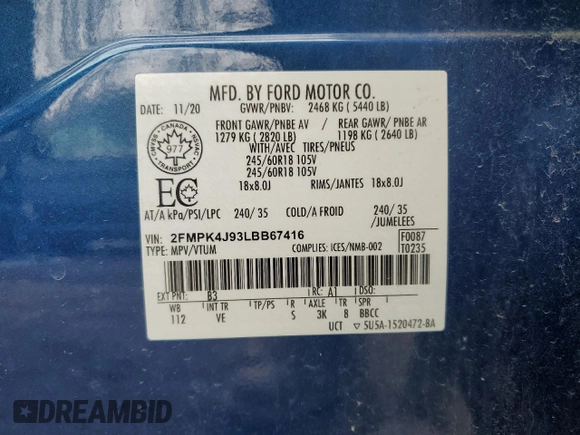 MFD. BY FORD MOTOR CO.
DATE: 11/20 GVWR/PNBV: 2468 KG ( 5440 LB)
FRONT GAWR/PNBE AV / REAR GAWR/ PNBE AR
1279 KG ( 2820 LB) 1198 KG ( 2640 LB)
WITH/AVEC TIRES/PNEUS
245/60R18 105V
245/60R18 105V
18x8.0J RIMS/JANTES 18x8.0J
CANADA
977
TRANSPORT
EC
AT/A kPa/PSI/LPC 240/ 35 COLD/A FROID 240/ 35
/JUMELEES
VIN: 2FMPK4J93LBB67416 F0087
TYPE: MPV/VTUM COMPLIES: ICES/NMB-002 T0235
EXT PNT: B3 RC: A1 DSO:
WB INT TR TP/PS R AXLE TR SPR
112 VE S 3K 8 BBCC
UCT ▽ 5U5A-1520472-BA
DREAMBID